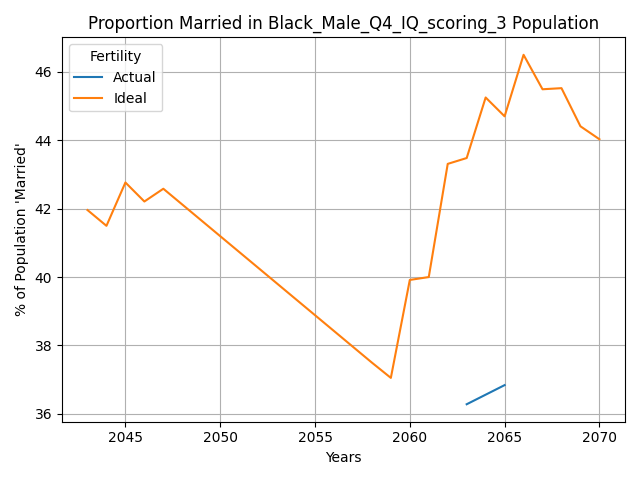 Proportion Married in Black_Male_Q4_IQ_scoring_3 Population
Fertility
Actual
Ideal
% of Population 'Married'
46
44
42
40
38
36
2045
2050
2055
2060
2065
2070
Years